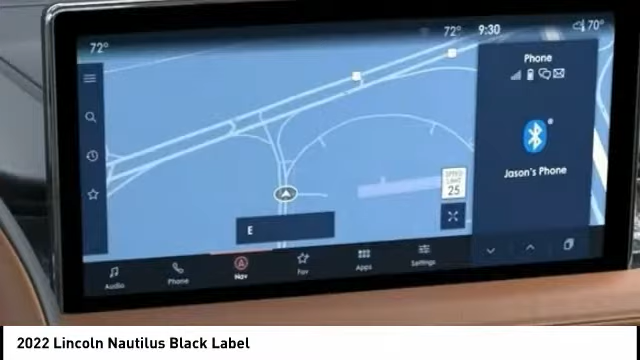 72°
72°
9:30
70°
Phone
Jason's Phone
SPEED
LIMIT
25
E
Audio
Phone
Nav
Fav
Apps
Settings
2022 Lincoln Nautilus Black Label